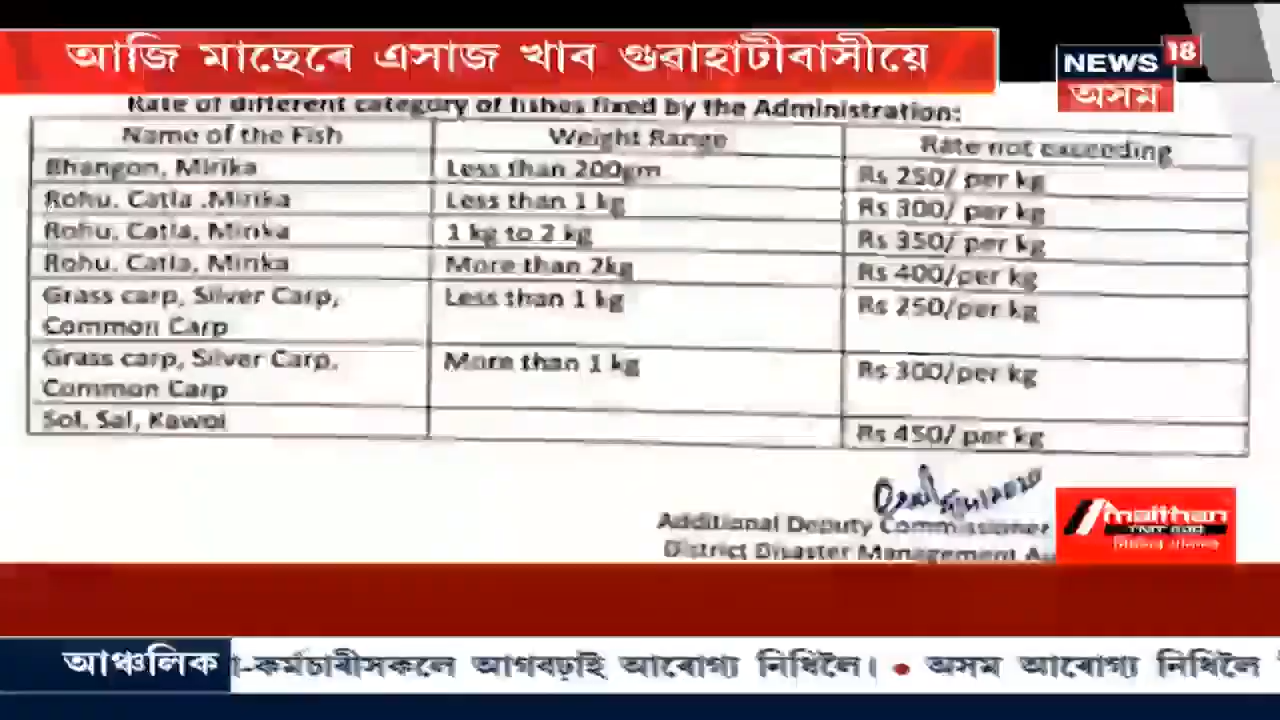 আজি মাছেৰে এসাজ খাব গুৱাহাটীবাসীয়ে
NEWS 18
অসম
Rate of different category of fishes fixed by the Administration:
Name of the Fish Weight Range Rate not exceeding
Bhangon, Mirika Less than 200gm Rs 250/ per kg
Rohu, Catla ,Mirika Less than 1 kg Rs 300/ per kg
Rohu, Catla, Mirika 1 kg to 2 kg Rs 350/ per kg
Rohu, Catla, Mirika More than 2kg Rs 400/per kg
Grass carp, Silver Carp, Less than 1 kg Rs 250/per kg
Common Carp
Grass carp, Silver Carp, More than 1 kg Rs 300/per kg
Common Carp
Sol, Sal, Kawoi Rs 450/ per kg
Additional Deputy Commissioner
District Disaster Management
maithan
আঞ্চলিক -কৰ্মচাৰীসকলে আগবঢ়াই আৰোগ্য নিধিলৈ। • অসম আৰোগ্য নিধিলৈ